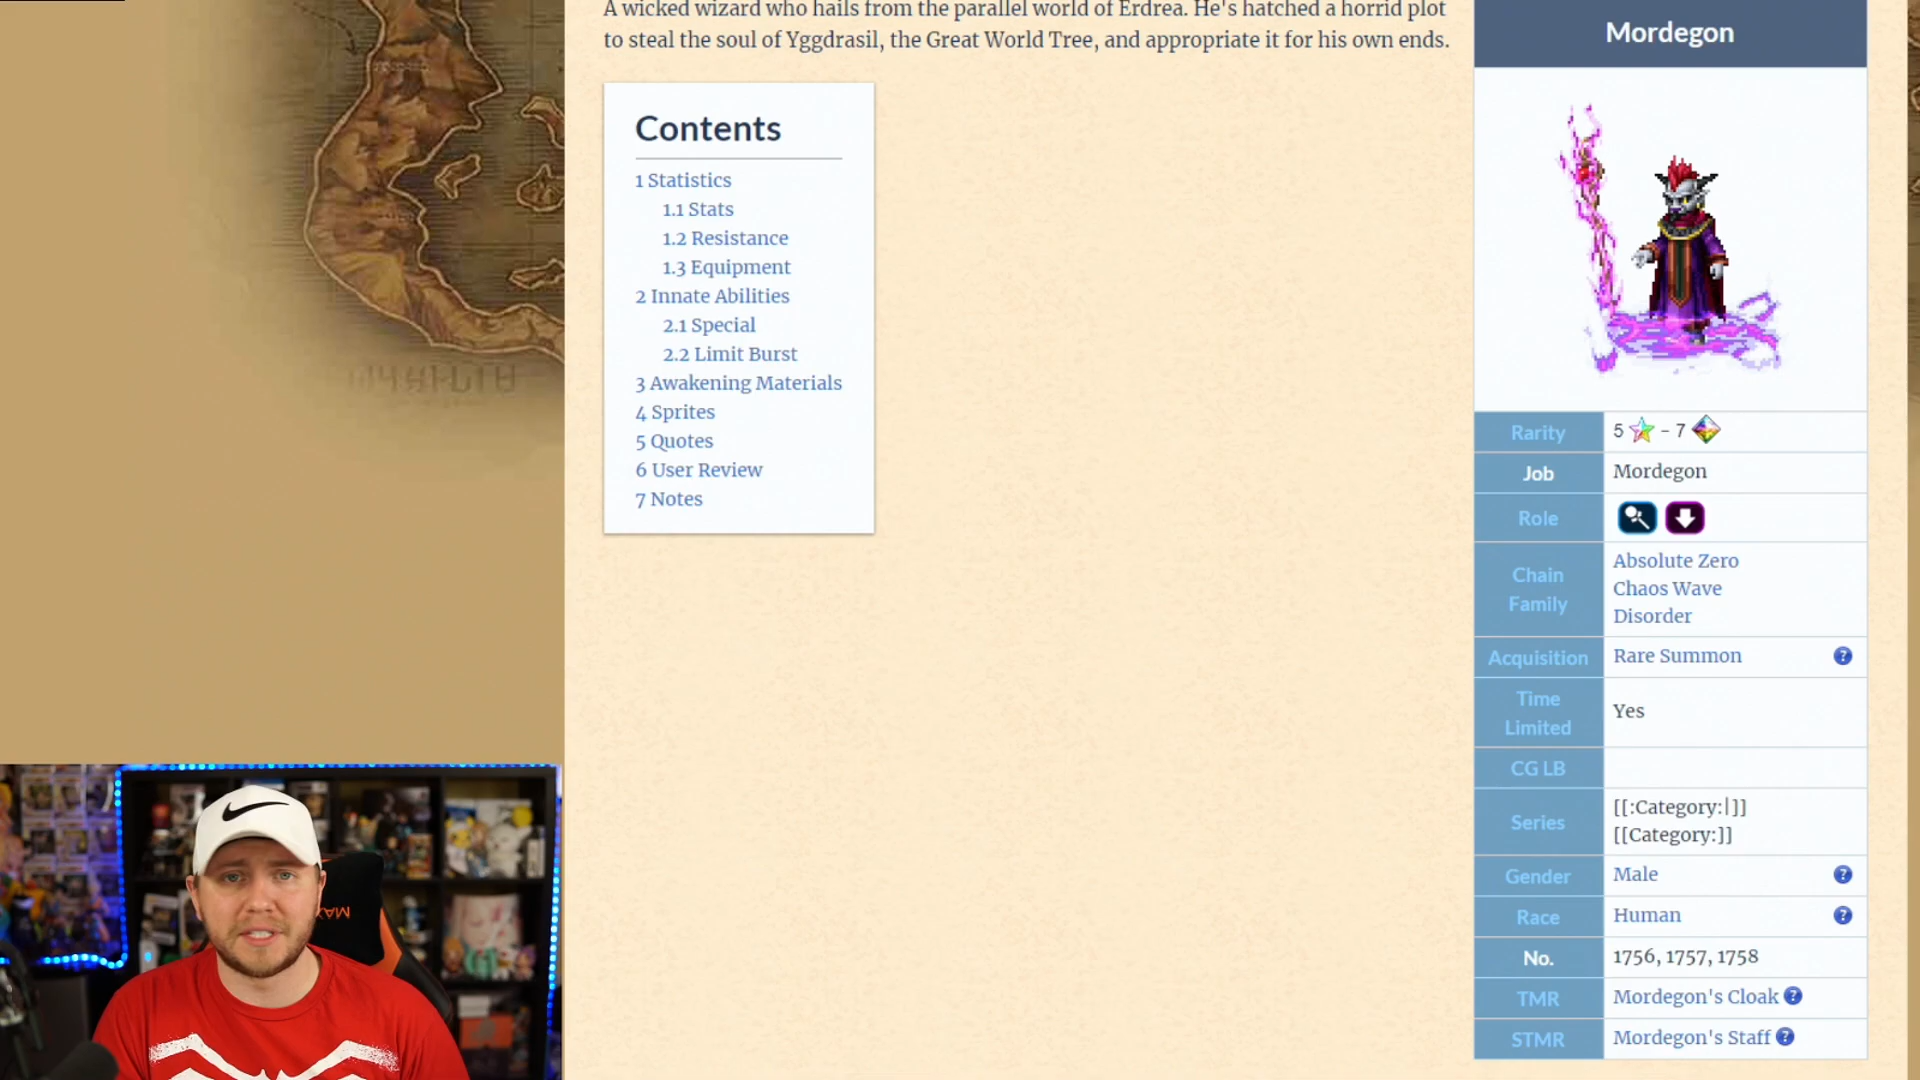 A wicked wizard who hails from the parallel world of Erdrea. He's hatched a horrid plot
to steal the soul of Yggdrasil, the Great World Tree, and appropriate it for his own ends.
Contents
1 Statistics
1.1 Stats
1.2 Resistance
1.3 Equipment
2 Innate Abilities
2.1 Special
2.2 Limit Burst
3 Awakening Materials
4 Sprites
5 Quotes
6 User Review
7 Notes
Mordegon
Rarity 5 - 7
Job Mordegon
Role
Chain Family
Absolute Zero
Chaos Wave
Disorder
Acquisition Rare Summon ?
Time Limited Yes
CG LB
Series
[[:Category:|]]
[[Category:]]
Gender Male ?
Race Human ?
No. 1756, 1757, 1758
TMR Mordegon's Cloak ?
STMR Mordegon's Staff ?